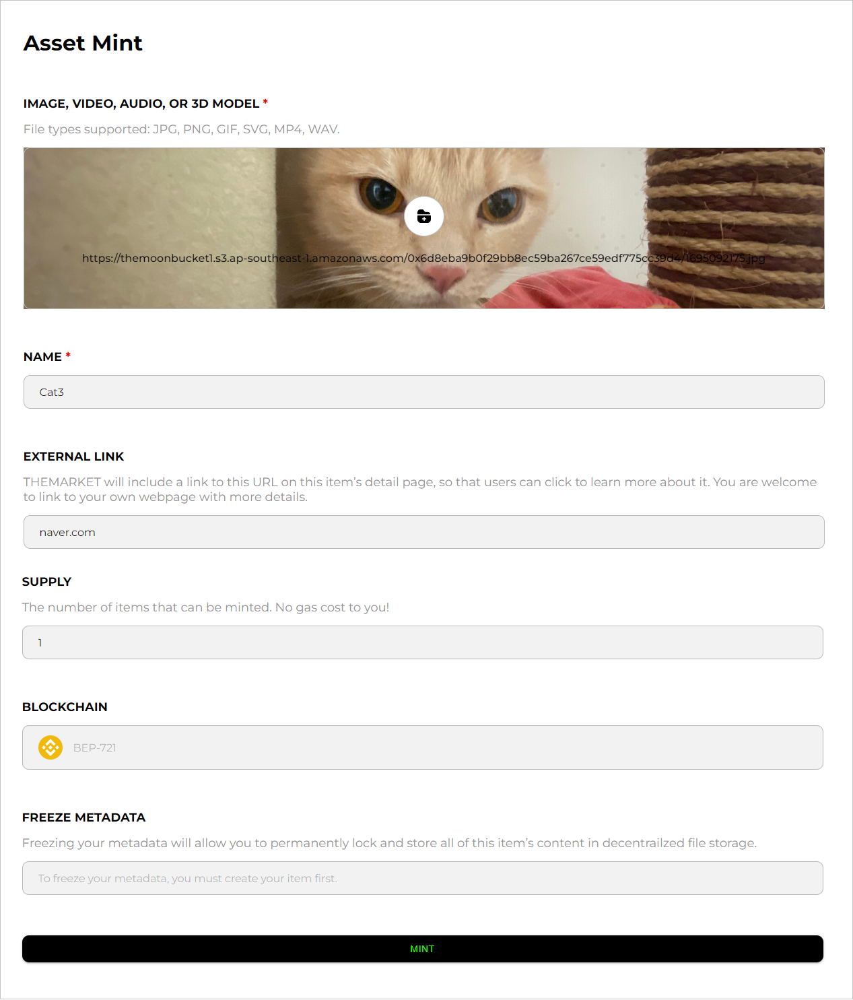 Asset Mint
IMAGE, VIDEO, AUDIO, OR 3D MODEL *
File types supported: JPG, PNG, GIF, SVG, MP4, WAV.
https://themoonbucket1.s3.ap-southeast-1.amazonaws.com/0x6d8eba9b0f29bb8ec59ba267ce59edf775cc39d4/1695092175.jpg
NAME *
Cat3
EXTERNAL LINK
THEMARKET will include a link to this URL on this item’s detail page, so that users can click to learn more about it. You are welcome
to link to your own webpage with more details.
naver.com
SUPPLY
The number of items that can be minted. No gas cost to you!
1
BLOCKCHAIN
BEP-721
FREEZE METADATA
Freezing your metadata will allow you to permanently lock and store all of this item’s content in decentrailzed file storage.
To freeze your metadata, you must create your item first.
MINT